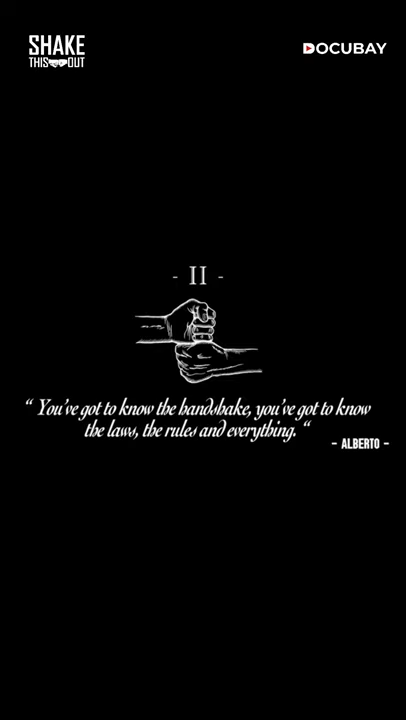 SHAKE
THIS OUT
DOCUBAY
- II -
“ You've got to know the handshake, you've got to know
the laws, the rules and everything. “
- ALBERTO -